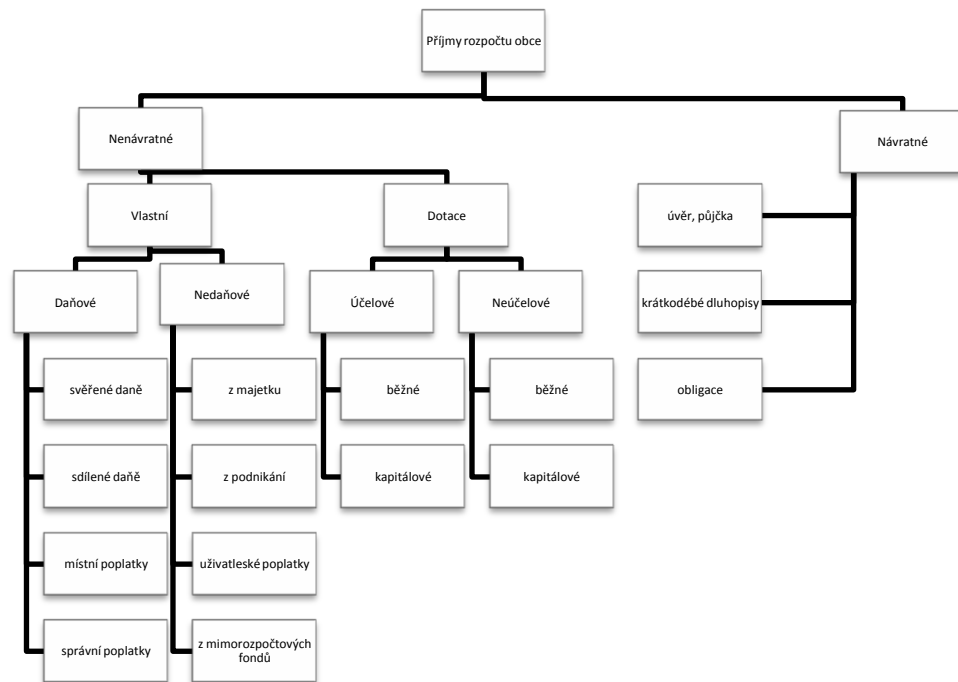 Příjmy rozpočtu obce
Nenávratné
Návratné
Vlastní
Dotace
úvěr, půjčka
Daňové
Nedaňové
Účelové
Neúčelové
krátkodébé dluhopisy
svěřené daně
z majetku
běžné
běžné
obligace
sdílené daňě
z podnikání
kapitálové
kapitálové
místní poplatky
uživatleské poplatky
správní poplatky
z mimorozpočtových
fondů